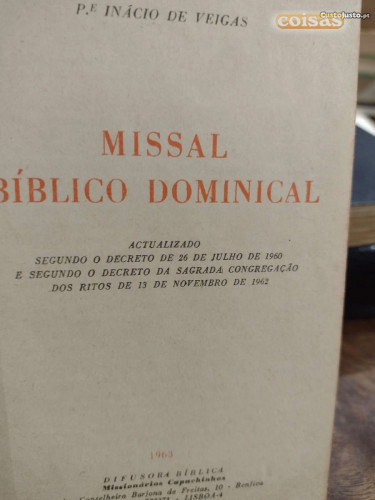 P.E INÁCIO DE VEIGAS
coisas
CustoJusto.pt
MISSAL
BÍBLICO DOMINICAL
ACTUALIZADO
SEGUNDO O DECRETO DE 26 DE JULHO DE 1960
E SEGUNDO O DECRETO DA SAGRADA CONGREGAÇÃO
DOS RITOS DE 13 DE NOVEMBRO DE 1962
1963
DIFUSORA BÍBLICA
Missionários Capuchinhos
Conselheiro Barjona de Freitas, 10 - Benfica
LISBOA-4